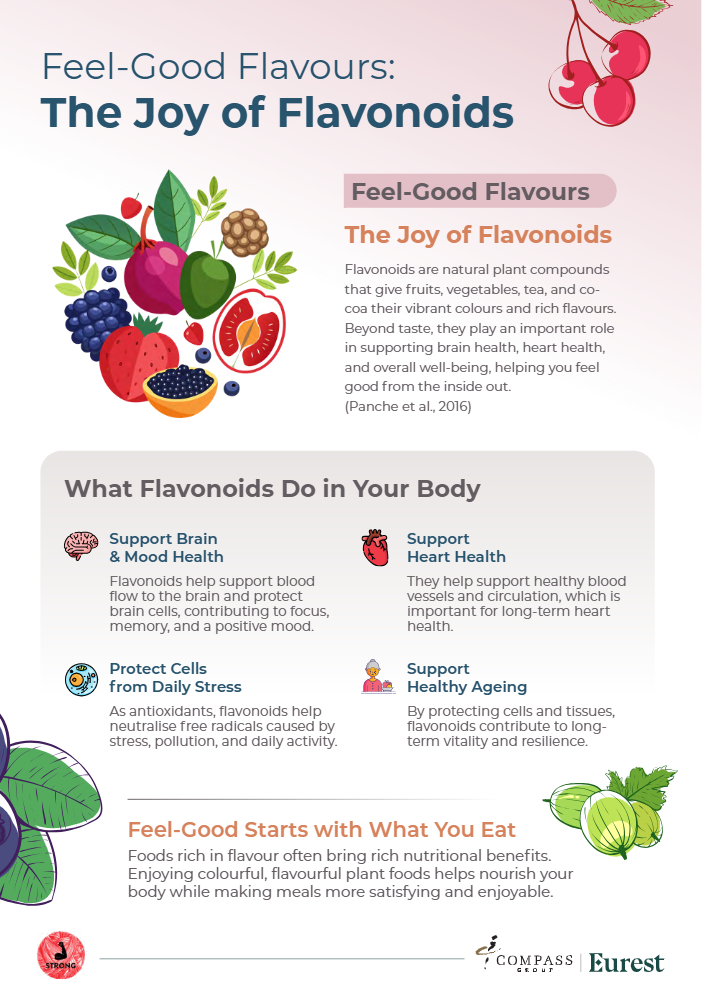 Feel-Good Flavours:
The Joy of Flavonoids
Feel-Good Flavours
The Joy of Flavonoids
Flavonoids are natural plant compounds
that give fruits, vegetables, tea, and co-
coa their vibrant colours and rich flavours.
Beyond taste, they play an important role
in supporting brain health, heart health,
and overall well-being, helping you feel
good from the inside out.
(Panche et al., 2016)
What Flavonoids Do in Your Body
Support Brain
& Mood Health
Flavonoids help support blood
flow to the brain and protect
brain cells, contributing to focus,
memory, and a positive mood.
Support
Heart Health
They help support healthy blood
vessels and circulation, which is
important for long-term heart
health.
Protect Cells
from Daily Stress
As antioxidants, flavonoids help
neutralise free radicals caused by
stress, pollution, and daily activity.
Support
Healthy Ageing
By protecting cells and tissues,
flavonoids contribute to long-
term vitality and resilience.
Feel-Good Starts with What You Eat
Foods rich in flavour often bring rich nutritional benefits.
Enjoying colourful, flavourful plant foods helps nourish your
body while making meals more satisfying and enjoyable.
STRONG
COMPASS
GROUP
Eurest